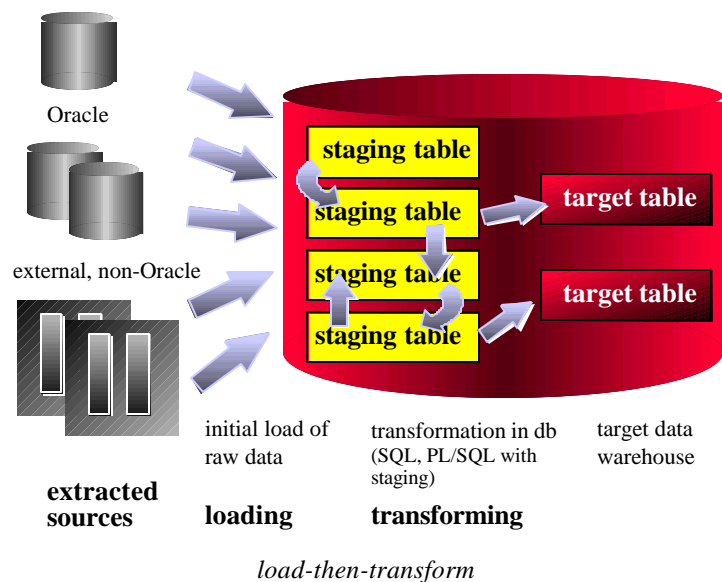 Oracle
external, non-Oracle
staging table
staging table
staging table
staging table
target table
target table
initial load of
raw data
transformation in db
(SQL, PL/SQL with
staging)
target data
warehouse
extracted
sources
loading
transforming
load-then-transform